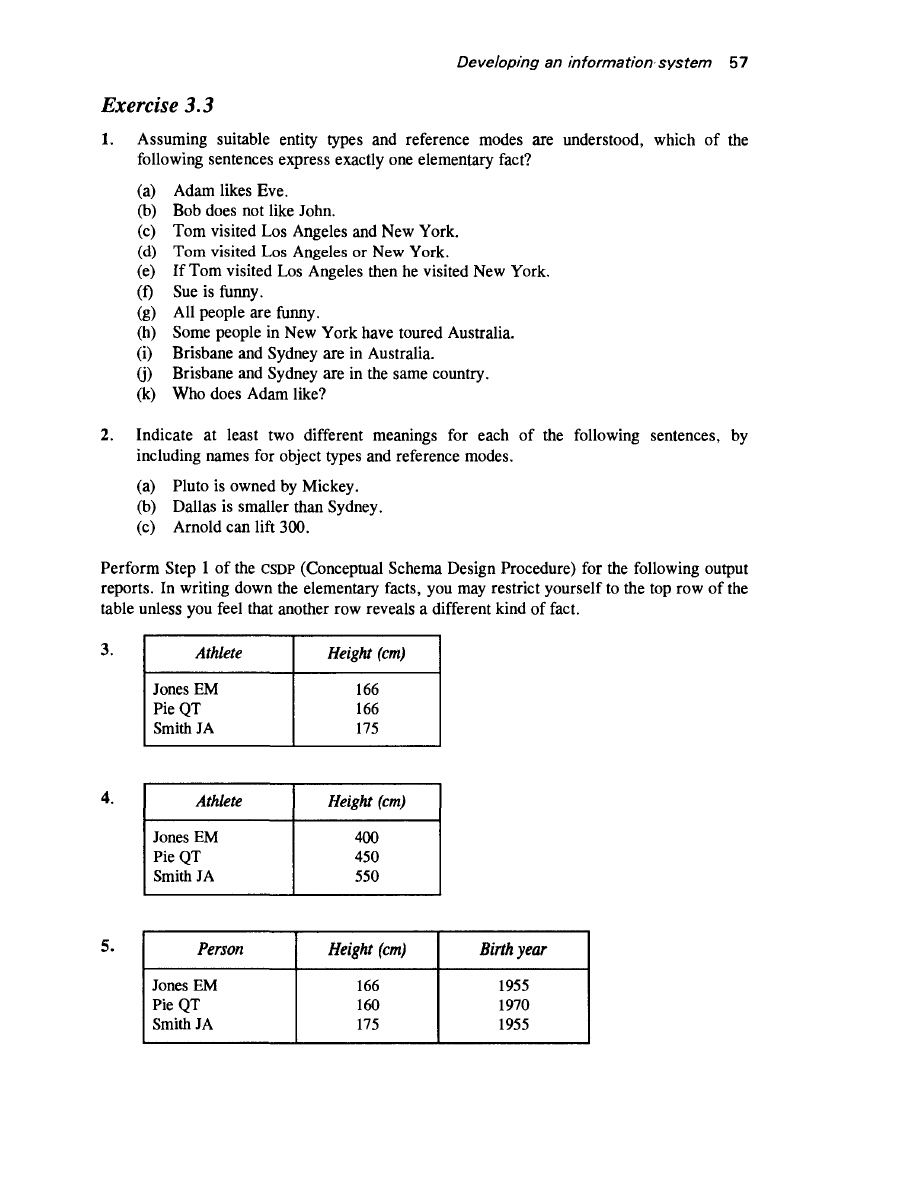 Developing an information system 57
Exercise 3.3
1. Assuming suitable entity types and reference modes are understood, which of the
following sentences express exactly one elementary fact?
(a) Adam likes Eve.
(b) Bob does not like John.
(c) Tom visited Los Angeles and New York.
(d) Tom visited Los Angeles or New York.
(e) If Tom visited Los Angeles then he visited New York.
(f) Sue is funny.
(g) All people are funny.
(h) Some people in New York have toured Australia.
(i) Brisbane and Sydney are in Australia.
(j) Brisbane and Sydney are in the same country.
(k) Who does Adam like?
2. Indicate at least two different meanings for each of the following sentences, by
including names for object types and reference modes.
(a) Pluto is owned by Mickey.
(b) Dallas is smaller than Sydney.
(c) Arnold can lift 300.
Perform Step 1 of the CSDP (Conceptual Schema Design Procedure) for the following output
reports. In writing down the elementary facts, you may restrict yourself to the top row of the
table unless you feel that another row reveals a different kind of fact.
3. Athlete Height (cm)
Jones EM 166
Pie QT 166
Smith JA 175
4. Athlete Height (cm)
Jones EM 400
Pie QT 450
Smith JA 550
5. Person Height (cm) Birth year
Jones EM 166 1955
Pie QT 160 1970
Smith JA 175 1955